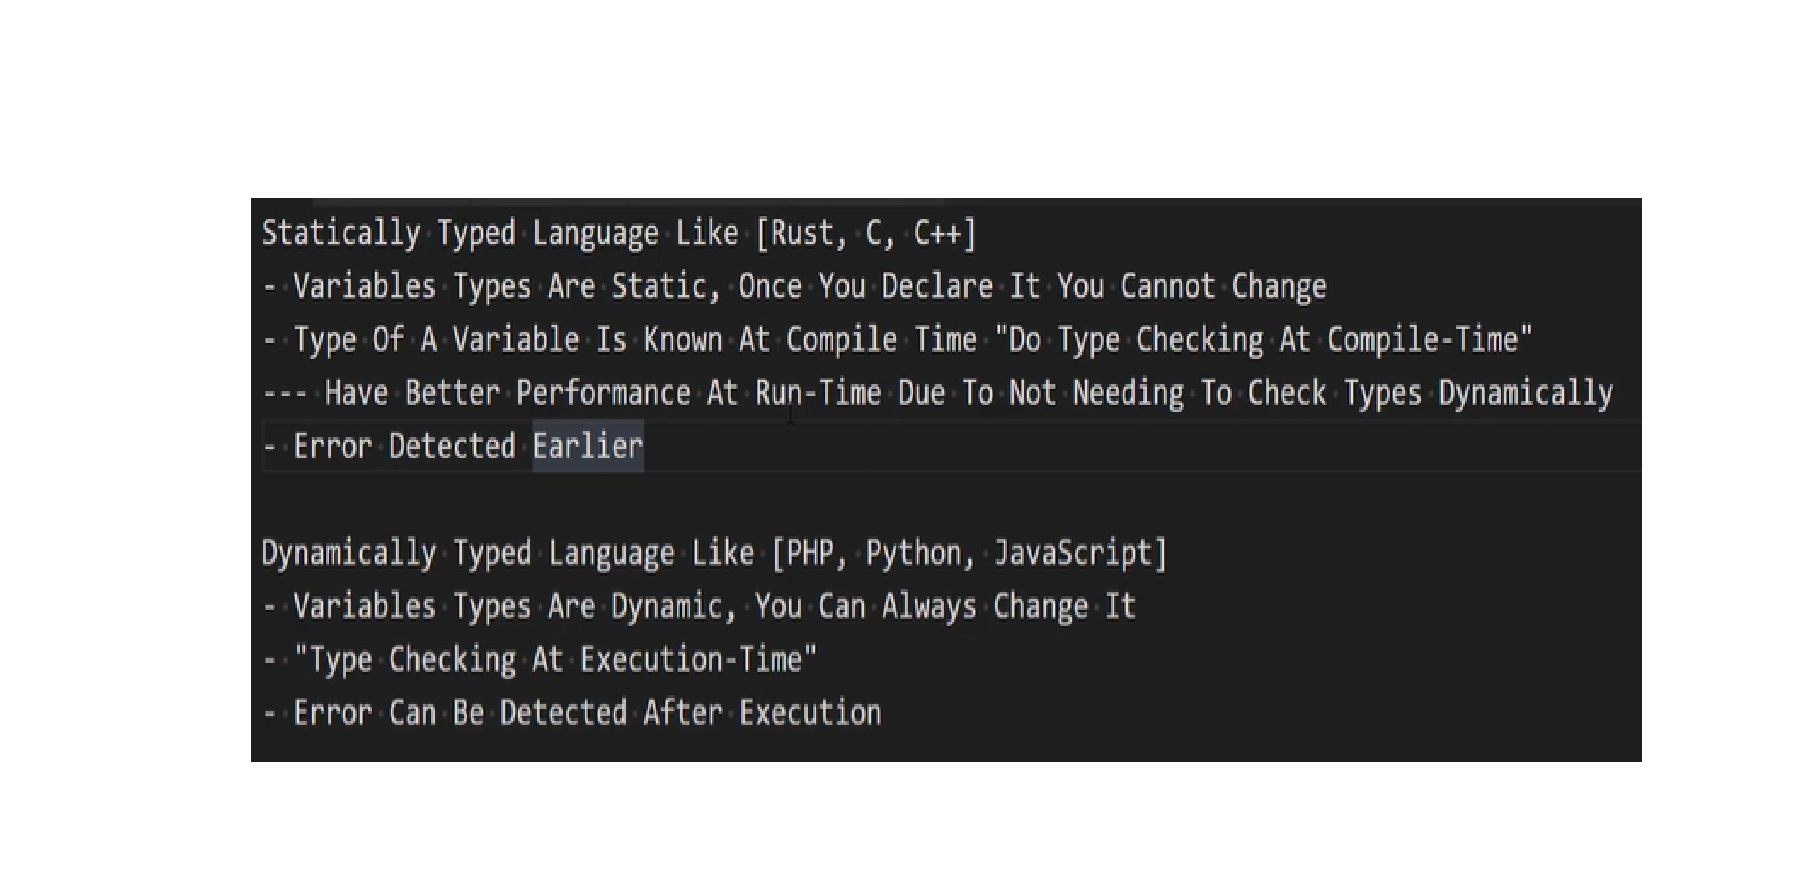 Statically Typed Language Like [Rust, C, C++]
- Variables Types Are Static, Once You Declare It You Cannot Change
- Type Of A Variable Is Known At Compile Time "Do Type Checking At Compile-Time"
--- Have Better Performance At Run-Time Due To Not Needing To Check Types Dynamically
- Error Detected Earlier
Dynamically Typed Language Like [PHP, Python, JavaScript]
- Variables Types Are Dynamic, You Can Always Change It
- "Type Checking At Execution-Time"
- Error Can Be Detected After Execution